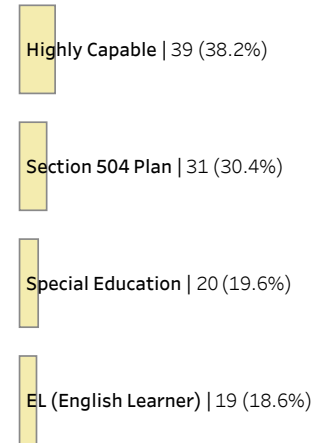 Highly Capable | 39 (38.2%)
Section 504 Plan | 31 (30.4%)
Special Education | 20 (19.6%)
EL (English Learner) | 19 (18.6%)